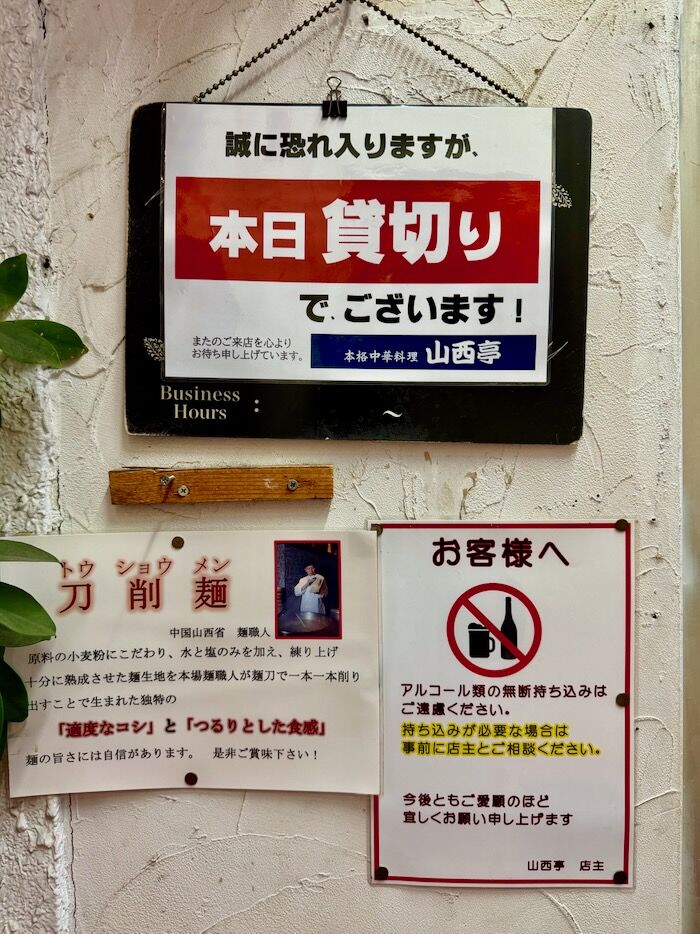 誠に恐れ入りますが、
本日 貸切り
で、ございます！
またのご来店を心より
お待ち申し上げています。
本格中華料理 山西亭
Business
Hours : ~
トウ ショウ メン
刀 削 麺
中国山西省 麺職人
原料の小麦粉にこだわり、水と塩のみを加え、練り上げ
十分に熟成させた麺生地を本場麺職人が麺刀で一本一本削り
出すことで生まれた独特の
「適度なコシ」と「つるりとした食感」
麺の旨さには自信があります。 是非ご賞味下さい！
お客様へ
アルコール類の無断持ち込みは
ご遠慮ください。
持ち込みが必要な場合は
事前に店主とご相談ください。
今後ともご愛願のほど
宜しくお願い申し上げます
山西亭 店主